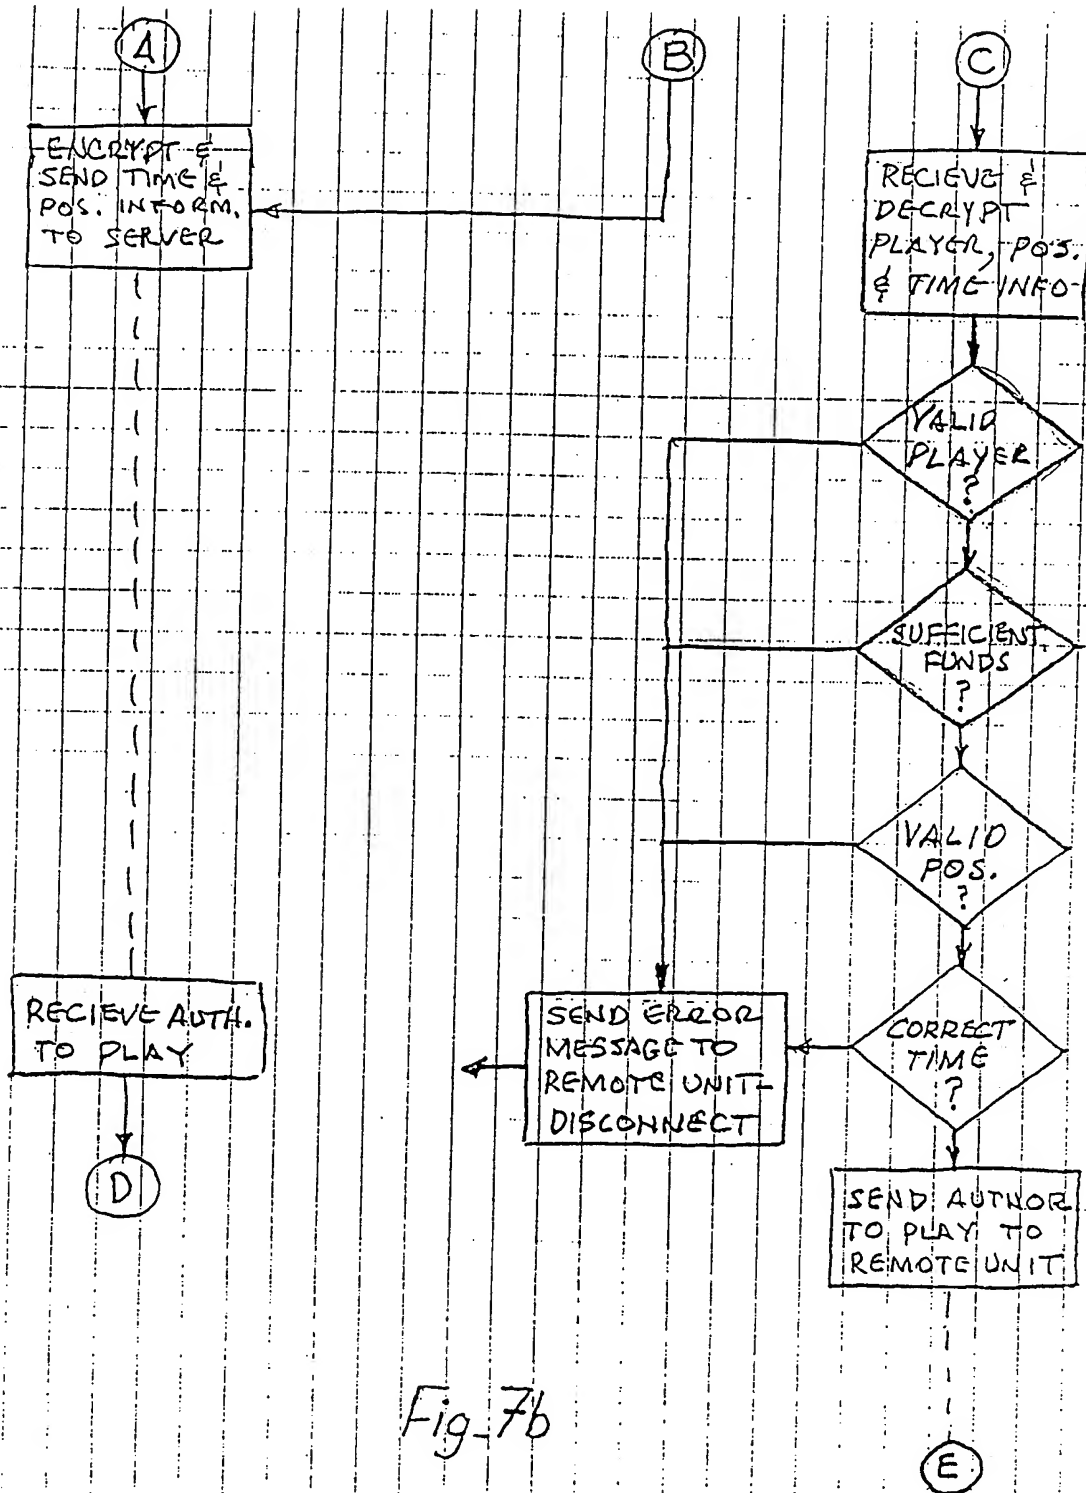 A
B
C
ENCRYPT &
SEND TIME &
POS. INFORM.
TO SERVER
RECIEVE &
DECRYPT
PLAYER, POS.
& TIME INFO
VALID
PLAYER
?
SUFFICIENT
FUNDS
?
VALID
POS.
?
CORRECT
TIME
?
RECIEVE AUTH.
TO PLAY
D
SEND ERROR
MESSAGE TO
REMOTE UNIT-
DISCONNECT
SEND AUTHOR
TO PLAY TO
REMOTE UNIT
E
Fig_7b